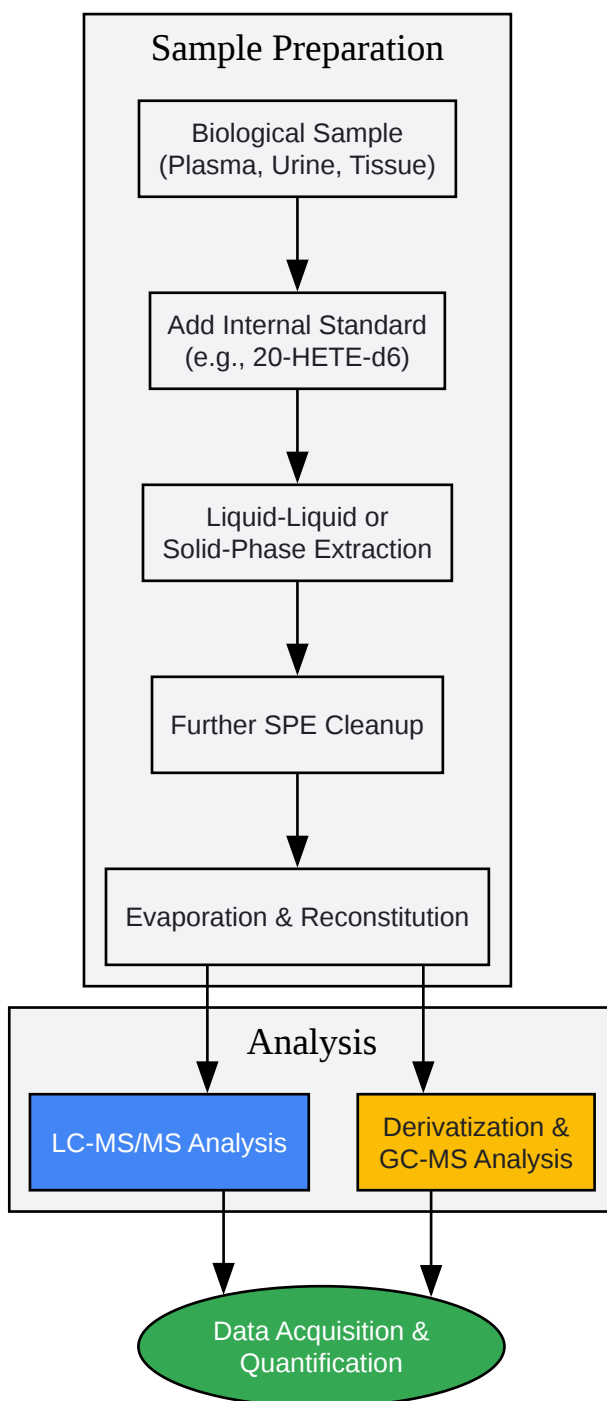 Sample Preparation
Biological Sample
(Plasma, Urine, Tissue)
Add Internal Standard
(e.g., 20-HETE-d6)
Liquid-Liquid or
Solid-Phase Extraction
Further SPE Cleanup
Evaporation & Reconstitution
Analysis
LC-MS/MS Analysis
Derivatization &
GC-MS Analysis
Data Acquisition &
Quantification